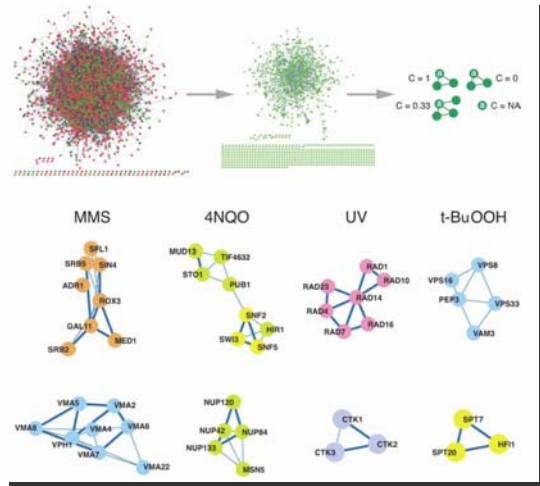 C = 1
a
C = 0
C = 0.33
a
a
C = NA
MMS
4NQO
UV
t-BuOOH
SFL1
SRB5
SIN4
ADR1
ROX3
GAL11
SRB2
MED1
MUD13
TIF4632
STO1
PUB1
SNF2
HIR1
SWI3
SNF5
RAD1
RAD23
RAD10
RAD14
RAD4
RAD7
RAD16
VPS8
VPS16
PEP3
VPS33
VAM3
VMA5
VMA2
VMA8
VMA4
VMA6
VPH1
VMA7
VMA22
NUP120
NUP42
NUP84
NUP133
MSN5
CTK1
CTK3
CTK2
SPT7
SPT20
HFI1